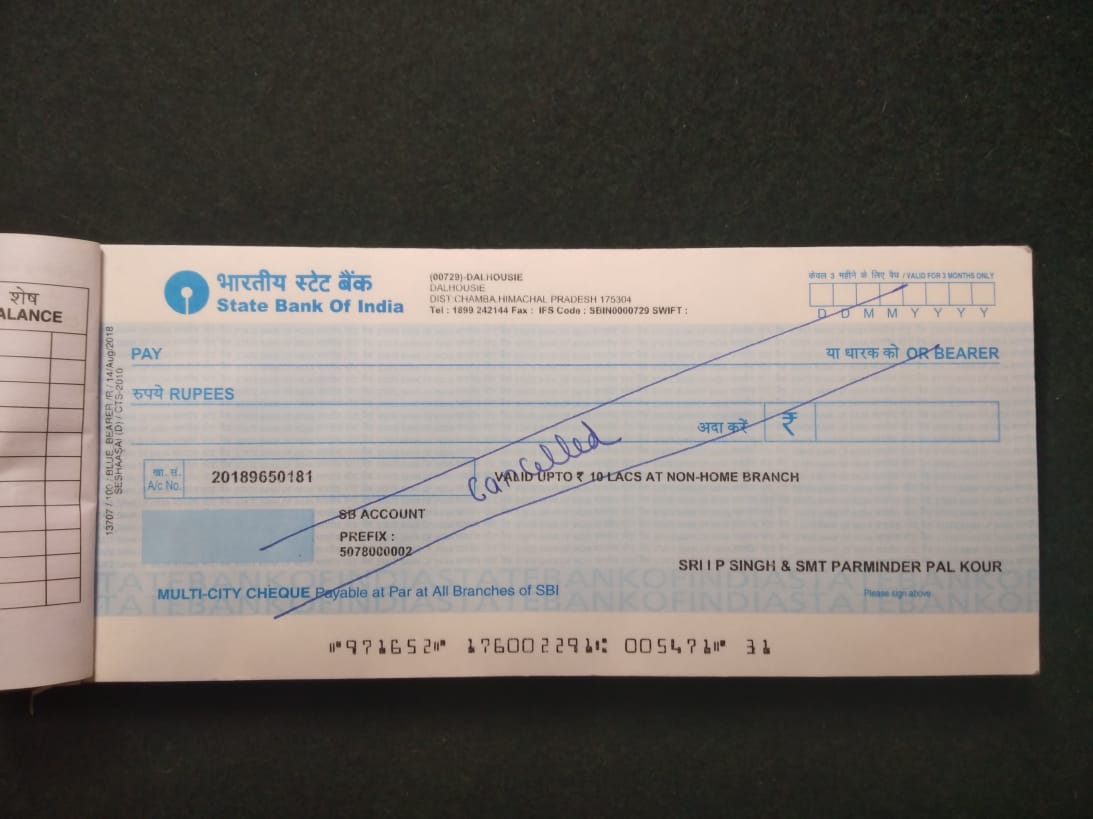 शेष
ALANCE
भारतीय स्टेट बैंक
State Bank Of India
(00729)-DALHOUSIE
DALHOUSIE
DIST:CHAMBA,HIMACHAL PRADESH 175304
Tel : 1899 242144 Fax : IFS Code : SBIN0000729 SWIFT :
केवल 3 महीने के लिए वैध / VALID FOR 3 MONTHS ONLY
D D M M Y Y Y Y
PAY
या धारक को OR BEARER
रुपये RUPEES
अदा करें ₹
खा. सं.
A/c No.
20189650181
Cancelled
VALID UPTO ₹ 10 LACS AT NON-HOME BRANCH
SB ACCOUNT
PREFIX :
5078000002
SRI I P SINGH & SMT PARMINDER PAL KOUR
MULTI-CITY CHEQUE Payable at Par at All Branches of SBI
Please sign above
⑈971652⑈ 176002291⑆ 005471⑈ 31
13707 / 100 / BLUE_BEARER /R / 14/Aug/2018
SESHAASAI (D) / CTS-2010